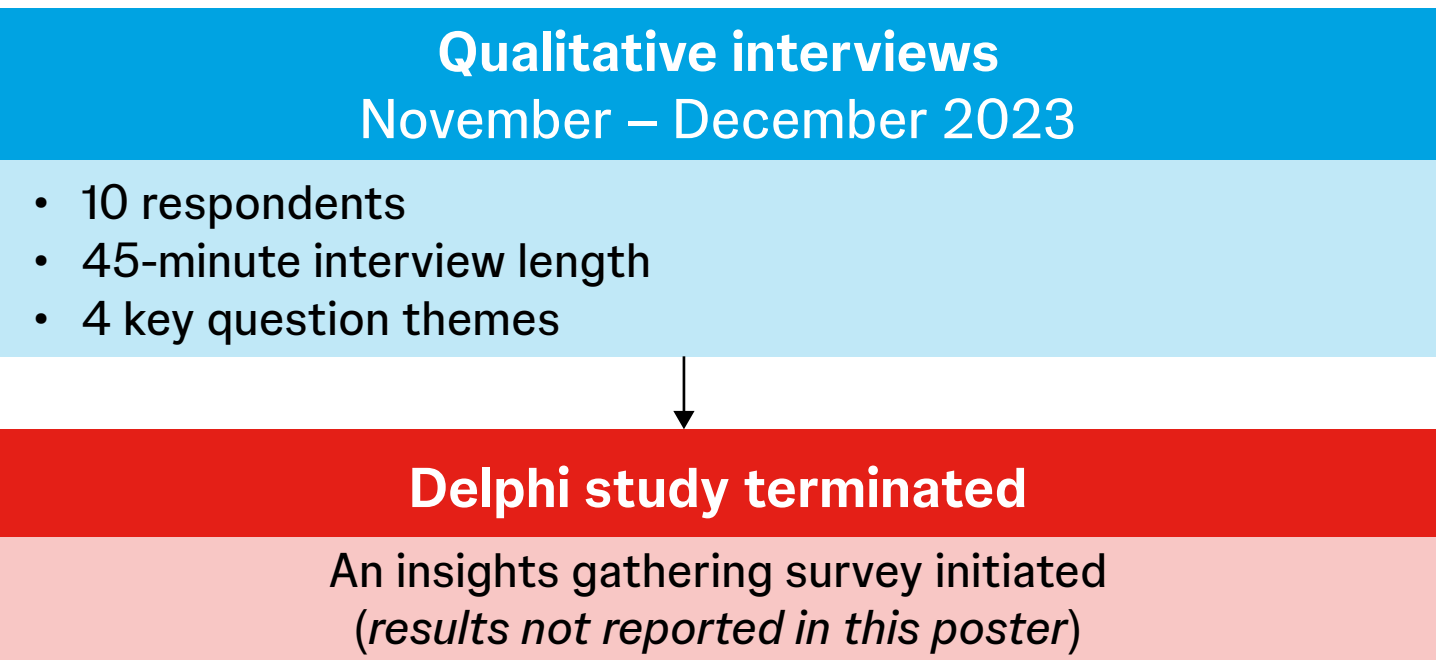 Qualitative interviews
November – December 2023
• 10 respondents
• 45-minute interview length
• 4 key question themes
Delphi study terminated
An insights gathering survey initiated
(results not reported in this poster)